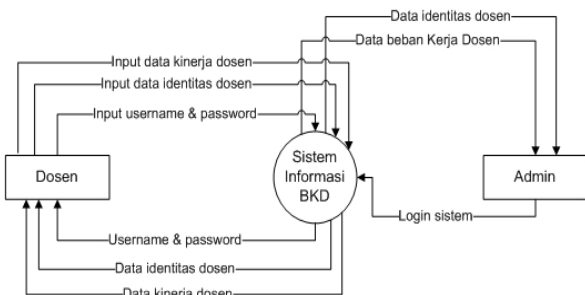 Data identitas dosen
Data beban Kerja Dosen
Input data kinerja dosen
Input data identitas dosen
Input username & password
Dosen
Sistem
Informasi
BKD
Admin
Login sistem
Username & password
Data identitas dosen
Data kinerja dosen